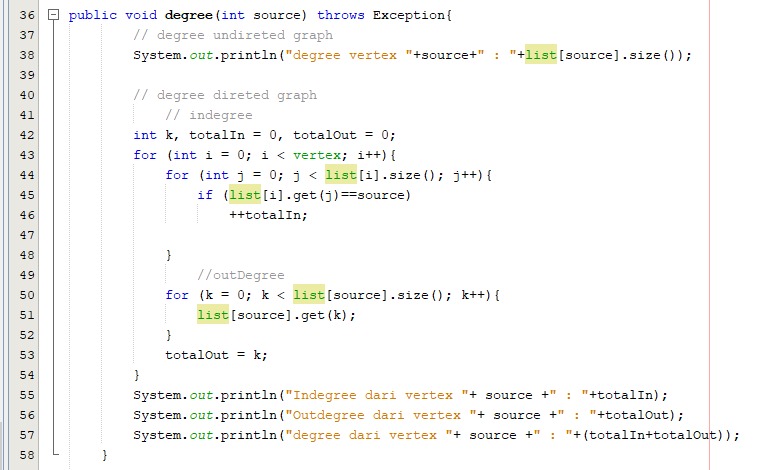 36 public void degree(int source) throws Exception{
37 // degree undireted graph
38 System.out.println("degree vertex "+source+" : "+list[source].size());
39
40 // degree direted graph
41 // indegree
42 int k, totalIn = 0, totalOut = 0;
43 for (int i = 0; i < vertex; i++){
44 for (int j = 0; j < list[i].size(); j++){
45 if (list[i].get(j)==source)
46 ++totalIn;
47
48 }
49 //outDegree
50 for (k = 0; k < list[source].size(); k++){
51 list[source].get(k);
52 }
53 totalOut = k;
54 }
55 System.out.println("Indegree dari vertex "+ source +" : "+totalIn);
56 System.out.println("Outdegree dari vertex "+ source +" : "+totalOut);
57 System.out.println("degree dari vertex "+ source +" : "+(totalIn+totalOut));
58 }